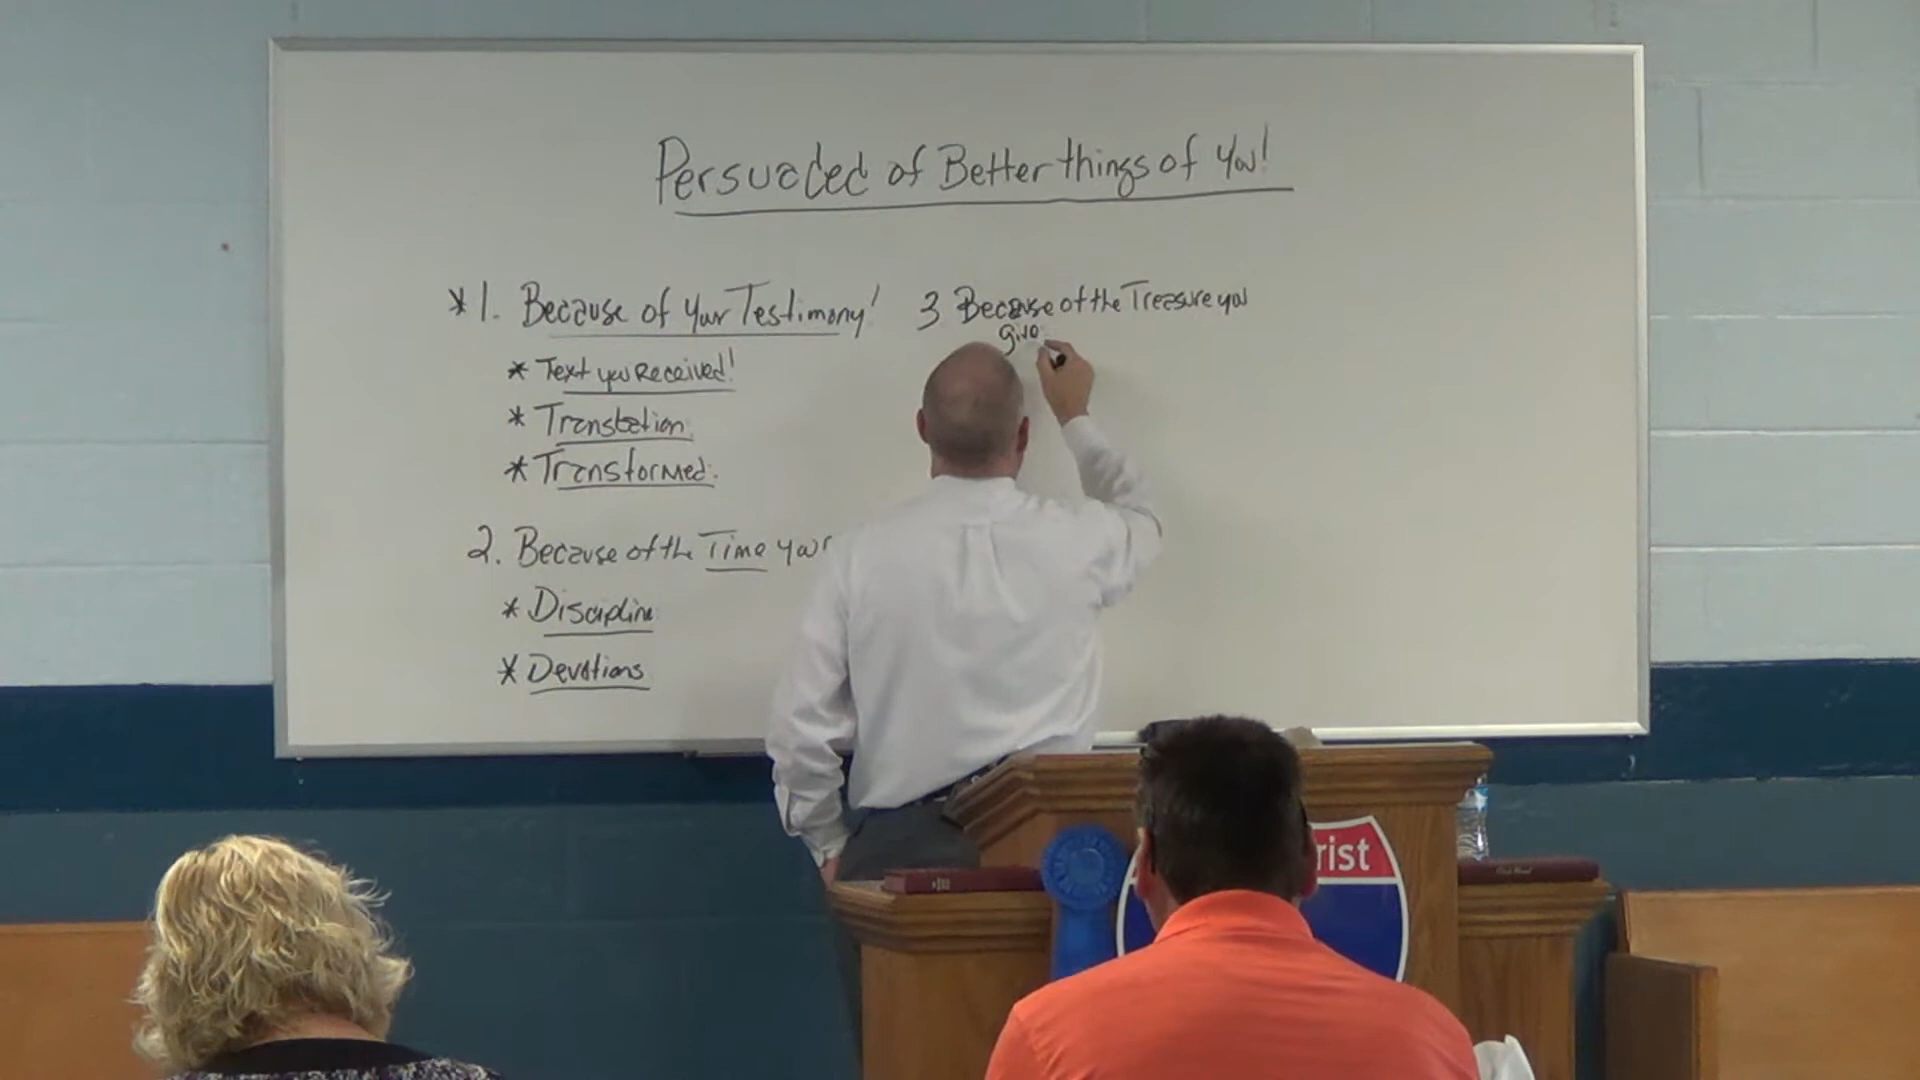 Persuaded of Better things of You!
*1. Because of Your Testimony!
* Text you Received!
* Translation.
* Transformed.
2. Because of the Time you
* Discipline
* Devotions
3 Because of the Treasure you
give
rist